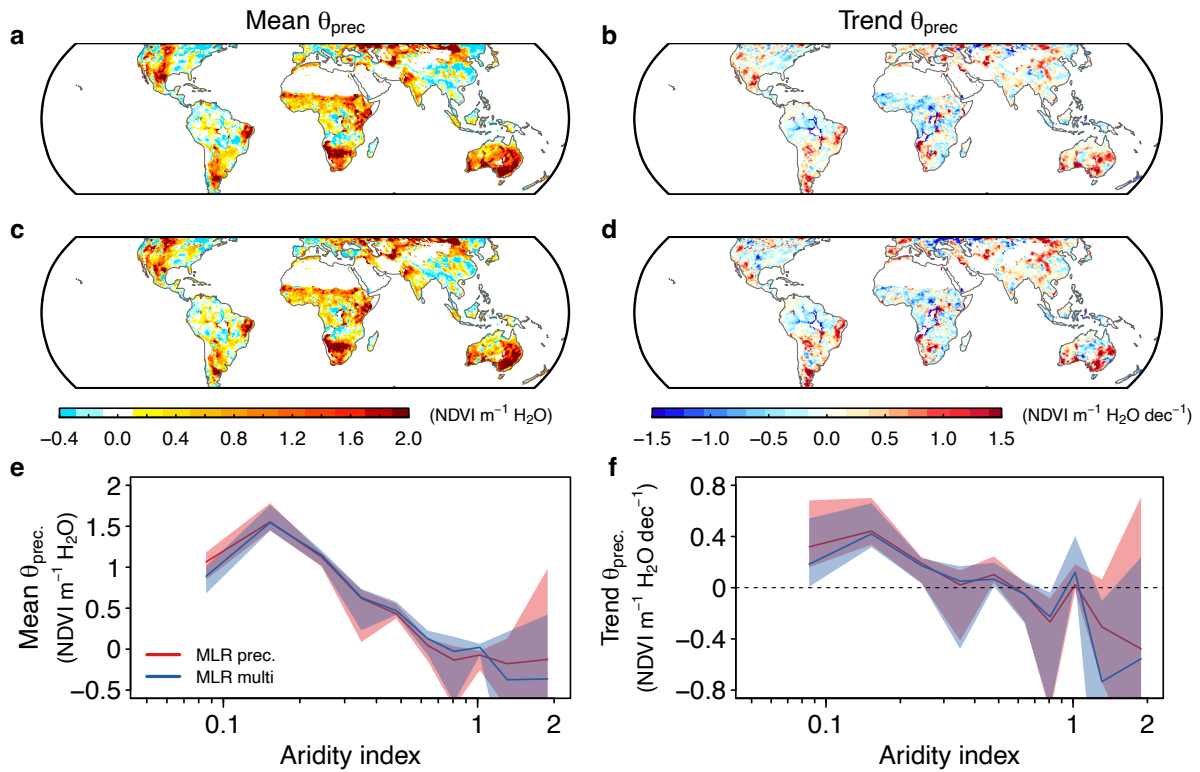 Mean θprec
Trend θprec
a
b
c
d
(NDVI m⁻¹ H₂O)
−0.4 0.0 0.4 0.8 1.2 1.6 2.0
(NDVI m⁻¹ H₂O dec⁻¹)
−1.5 −1.0 −0.5 0.0 0.5 1.0 1.5
e
Mean θprec.
(NDVI m⁻¹ H₂O)
2
1.5
1
0.5
0
−0.5
MLR prec.
MLR multi
0.1 1 2
Aridity index
f
Trend θprec.
(NDVI m⁻¹ H₂O dec⁻¹)
0.8
0.4
0
−0.4
−0.8
0.1 1 2
Aridity index